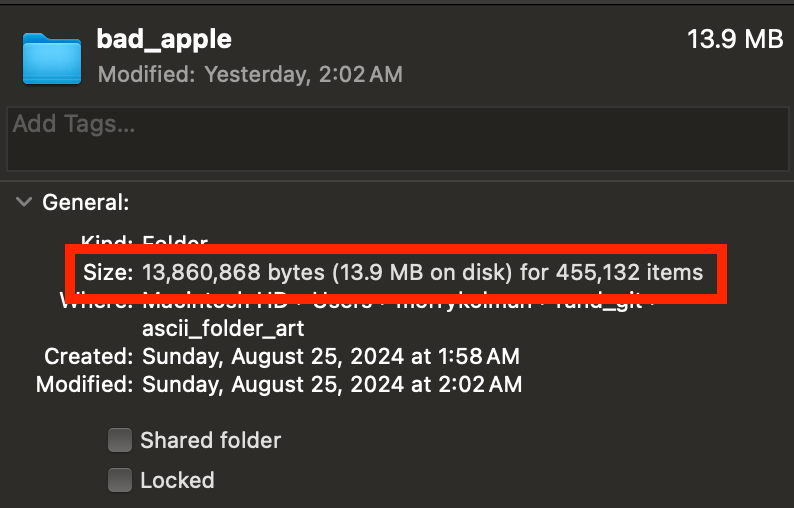 bad_apple
13.9 MB
Modified: Yesterday, 2:02 AM
Add Tags...
General:
Kind: Folder
Size: 13,860,868 bytes (13.9 MB on disk) for 455,132 items
Where: Macintosh HD • Users • • rand_git •
ascii_folder_art
Created: Sunday, August 25, 2024 at 1:58 AM
Modified: Sunday, August 25, 2024 at 2:02 AM
Shared folder
Locked